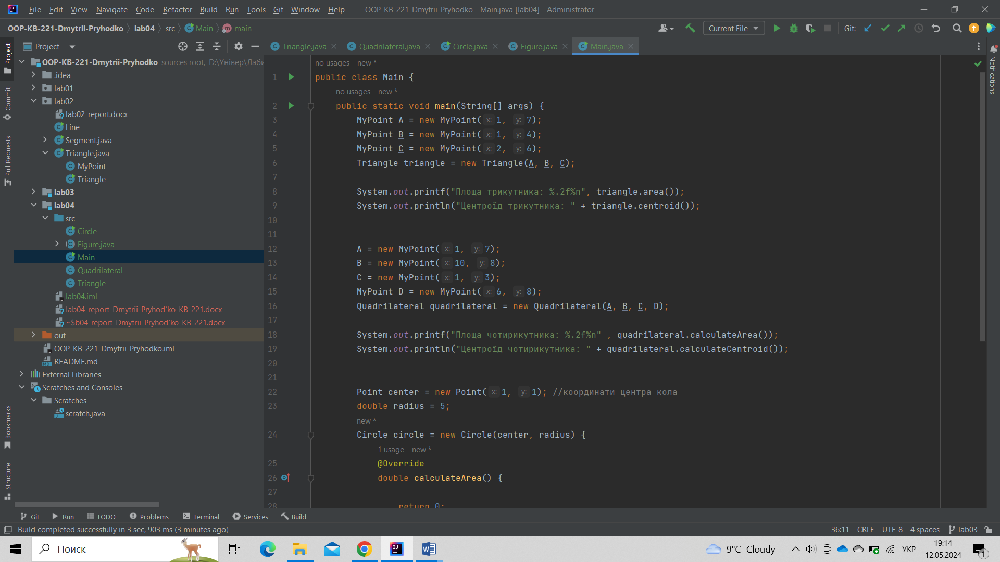 File Edit View Navigate Code Refactor Build Run Tools Git Window Help OOP-KB-221-Dmytrii-Pryhodko - Main.java [lab04] - Administrator
OOP-KB-221-Dmytrii-Pryhodko lab04 src Main main Current File Git:
Project Triangle.java Quadrilateral.java Circle.java Figure.java Main.java
Project
Commit
Pull Requests
Bookmarks
Structure
Notifications
OOP-KB-221-Dmytrii-Pryhodko sources root, D:\Універ\Лаби
.idea
lab01
lab02
lab02_report.docx
Line
Segment.java
Triangle.java
MyPoint
Triangle
lab03
lab04
src
Circle
Figure.java
Main
Quadrilateral
Triangle
lab04.iml
lab04-report-Dmytrii-Pryhod`ko-KB-221.docx
~$b04-report-Dmytrii-Pryhod`ko-KB-221.docx
out
OOP-KB-221-Dmytrii-Pryhodko.iml
README.md
External Libraries
Scratches and Consoles
Scratches
scratch.java
no usages new *
1 public class Main {
no usages new *
2 public static void main(String[] args) {
3 MyPoint A = new MyPoint( x: 1, y: 7);
4 MyPoint B = new MyPoint( x: 1, y: 4);
5 MyPoint C = new MyPoint( x: 2, y: 6);
6 Triangle triangle = new Triangle(A, B, C);
7
8 System.out.printf("Площа трикутника: %.2f%n", triangle.area());
9 System.out.println("Центроїд трикутника: " + triangle.centroid());
10
11
12 A = new MyPoint( x: 1, y: 7);
13 B = new MyPoint( x: 10, y: 8);
14 C = new MyPoint( x: 1, y: 3);
15 MyPoint D = new MyPoint( x: 6, y: 8);
16 Quadrilateral quadrilateral = new Quadrilateral(A, B, C, D);
17
18 System.out.printf("Площа чотирикутника: %.2f%n" , quadrilateral.calculateArea());
19 System.out.println("Центроїд чотирикутника: " + quadrilateral.calculateCentroid());
20
21
22 Point center = new Point( x: 1, y: 1); //координати центра кола
23 double radius = 5;
new *
24 Circle circle = new Circle(center, radius) {
1 usage new *
25 @Override
26 double calculateArea() {
27
28 return 0;
Git Run TODO Problems Terminal Services Build
Build completed successfully in 3 sec, 903 ms (3 minutes ago) 36:11 CRLF UTF-8 4 spaces lab03
Поиск 9°C Cloudy УКР 19:14
12.05.2024 1